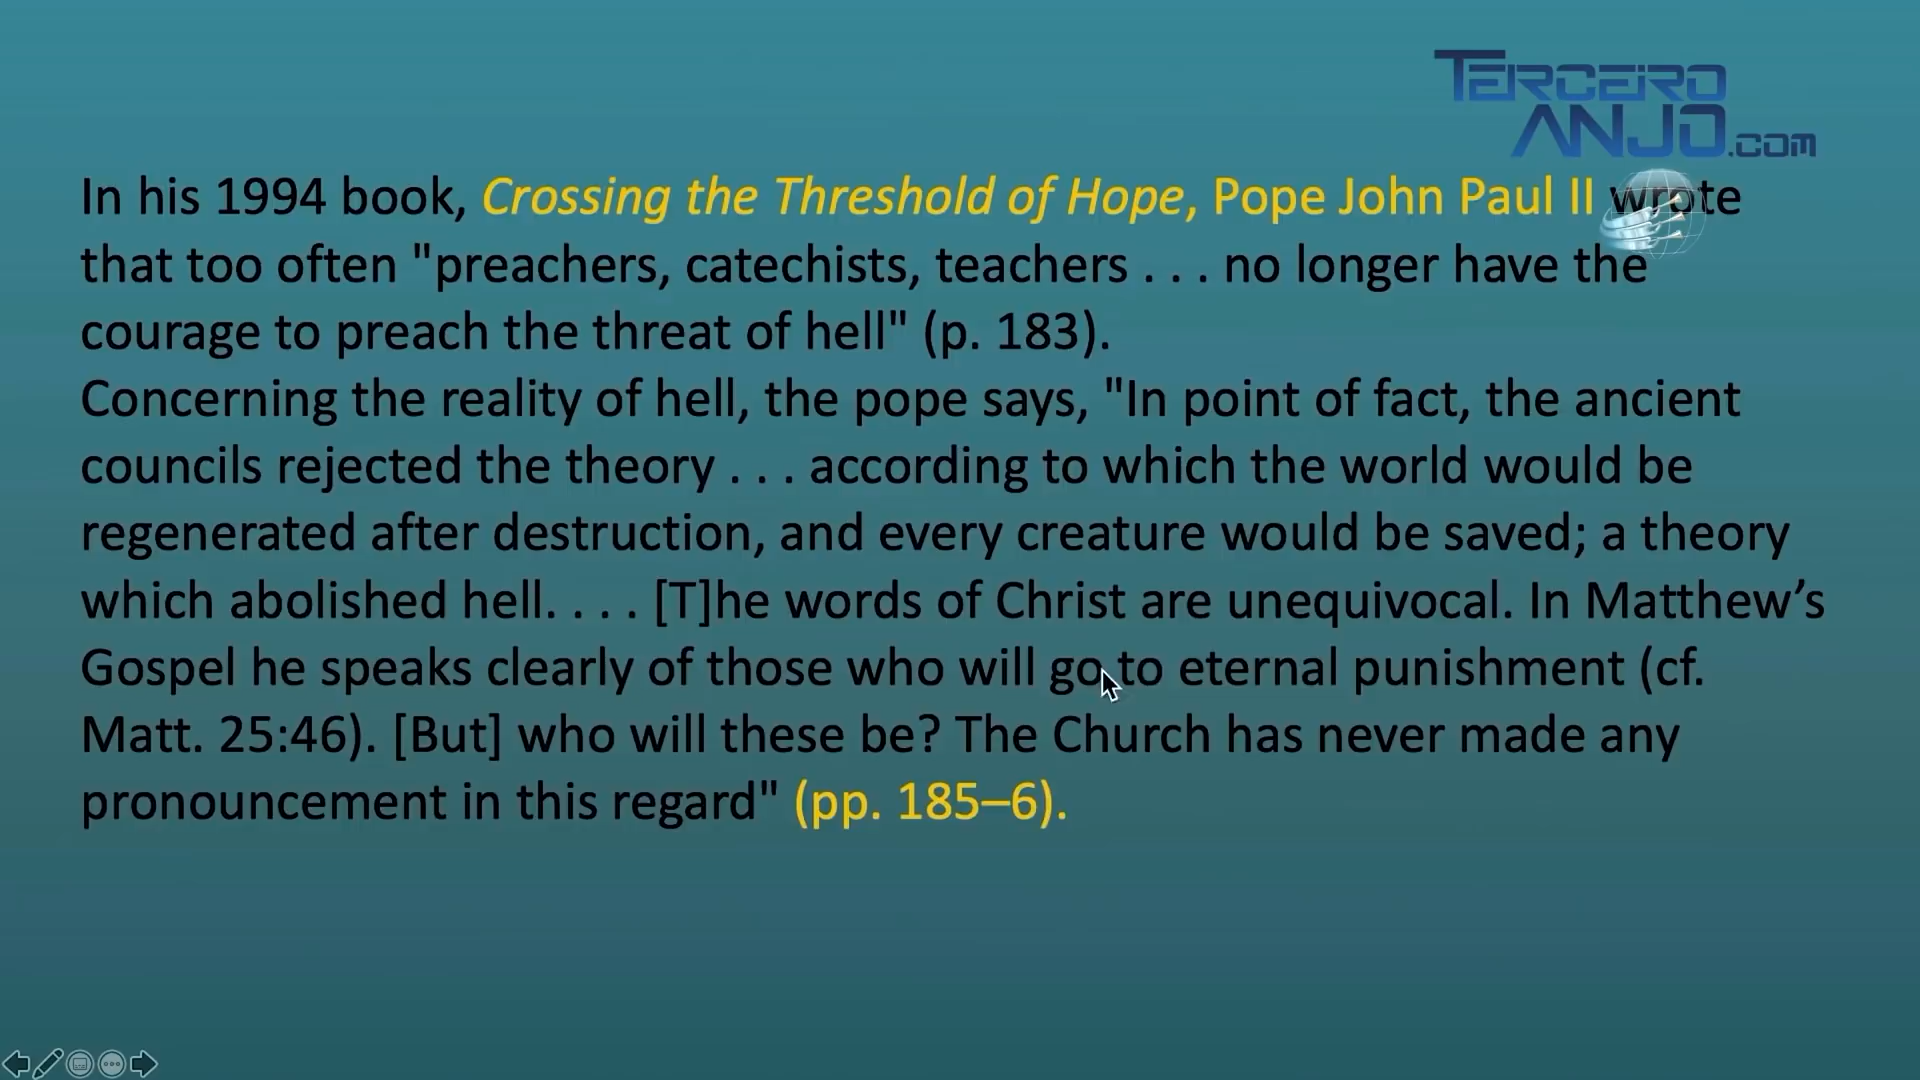 TERCEIRO
ANJO.com
In his 1994 book, Crossing the Threshold of Hope, Pope John Paul II wrote
that too often "preachers, catechists, teachers . . . no longer have the
courage to preach the threat of hell" (p. 183).
Concerning the reality of hell, the pope says, "In point of fact, the ancient
councils rejected the theory . . . according to which the world would be
regenerated after destruction, and every creature would be saved; a theory
which abolished hell. . . . [T]he words of Christ are unequivocal. In Matthew’s
Gospel he speaks clearly of those who will go to eternal punishment (cf.
Matt. 25:46). [But] who will these be? The Church has never made any
pronouncement in this regard" (pp. 185–6).